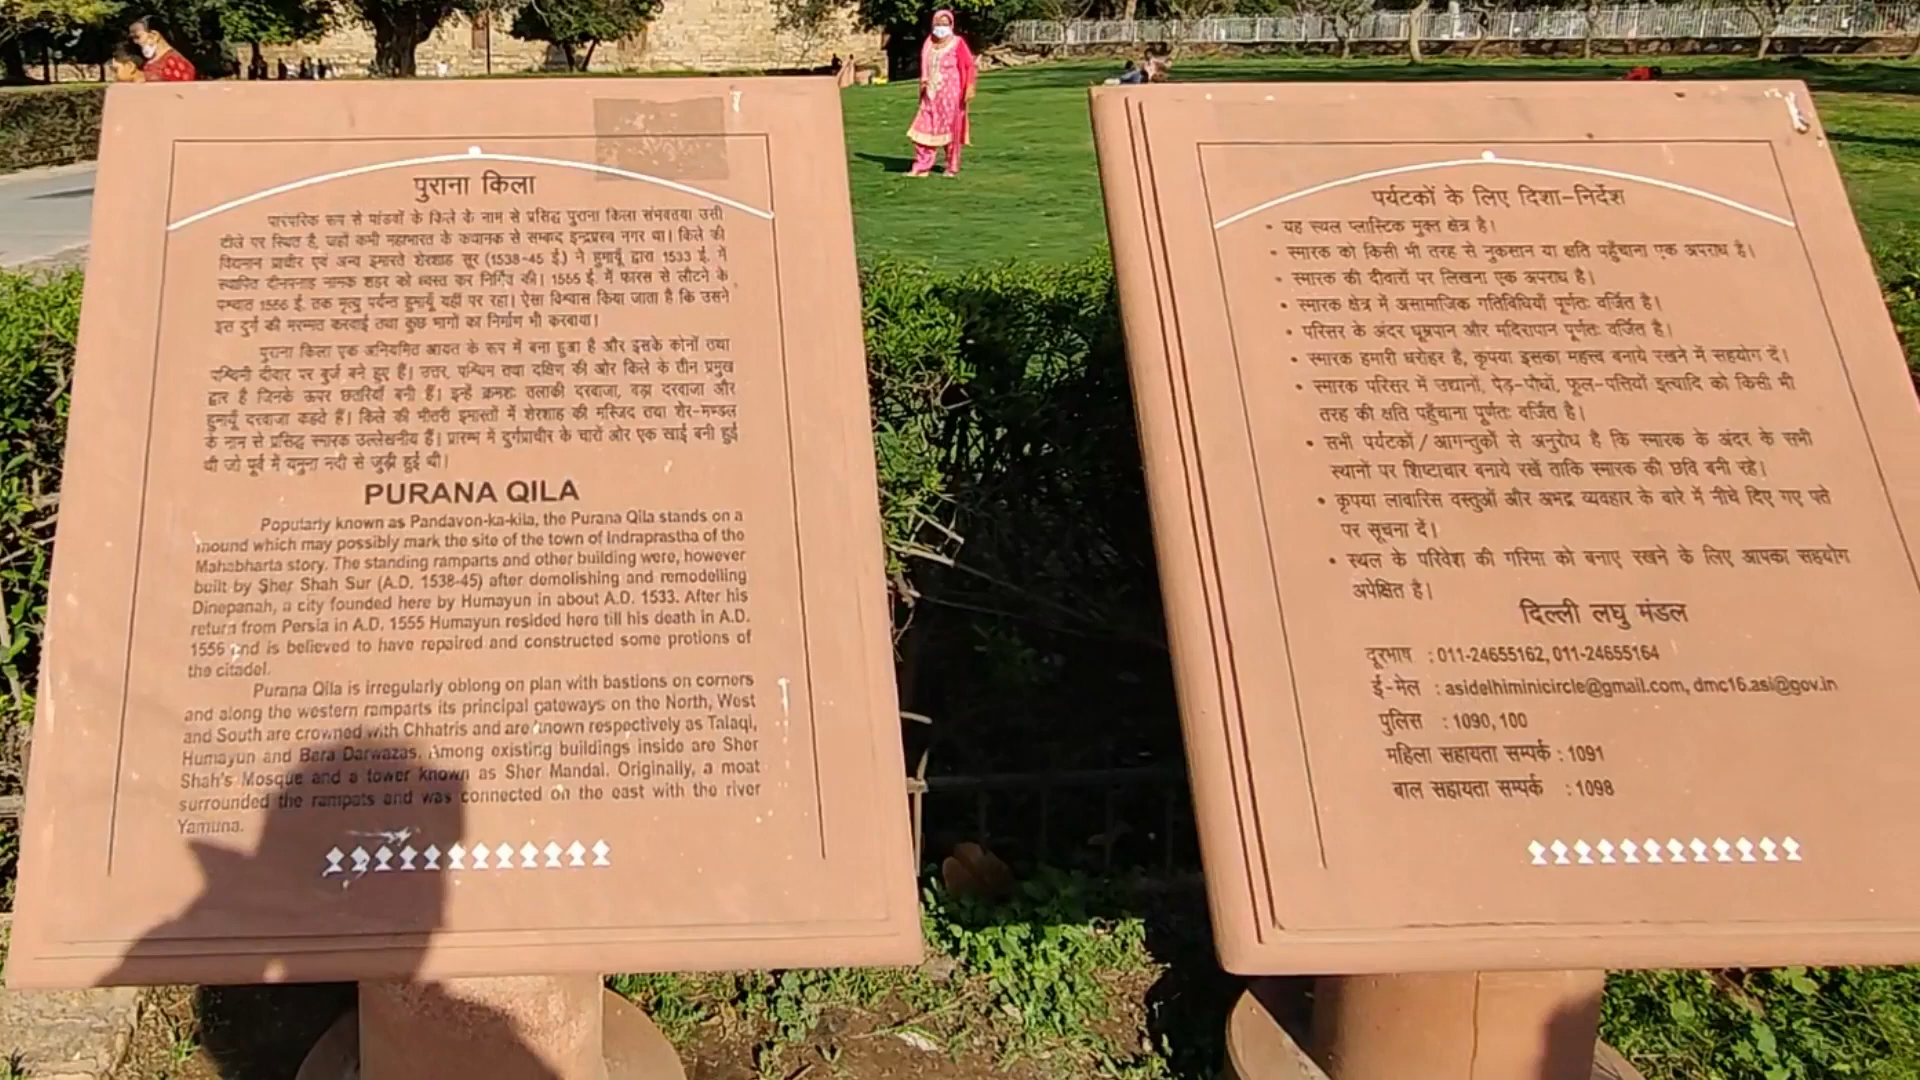 पुराना किला
पारंपरिक रूप से पांडवों के किले के नाम से प्रसिद्ध पुराना किला संभवतया उसी
टीले पर स्थित है, जहाँ कभी महाभारत के कथानक से सम्बद्ध इन्द्रप्रस्थ नगर था। किले की
विद्यमान प्राचीर एवं अन्य इमारतें शेरशाह सूर (1538-45 ई.) ने हुमायूँ द्वारा 1533 ई. में
स्थापित दीनपनाह नामक शहर को ध्वस्त कर निर्मित की। 1555 ई. में फारस से लौटने के
पश्चात 1556 ई. तक मृत्यु पर्यन्त हुमायूँ यहीं पर रहा। ऐसा विश्वास किया जाता है कि उसने
इस दुर्ग की मरम्मत करवाई तथा कुछ भागों का निर्माण भी करवाया।
पुराना किला एक अनियमित आयत के रूप में बना हुआ है और इसके कोनों तथा
पश्चिमी दीवार पर बुर्ज बने हुए हैं। उत्तर, पश्चिम तथा दक्षिण की ओर किले के तीन प्रमुख
द्वार है जिनके ऊपर छतरियाँ बनी हैं। इन्हें क्रमशः तलाकी दरवाजा, बड़ा दरवाजा और
हुमायूँ दरवाजा कहते हैं। किले की भीतरी इमारतों में शेरशाह की मस्जिद तथा शेर-मण्डल
के नाम से प्रसिद्ध स्मारक उल्लेखनीय हैं। प्रारम्भ में दुर्गप्राचीर के चारों ओर एक खाई बनी हुई
थी जो पूर्व में यमुना नदी से जुड़ी हुई थी।
PURANA QILA
Popularly known as Pandavon-ka-kila, the Purana Qila stands on a
mound which may possibly mark the site of the town of Indraprastha of the
Mahabharta story. The standing ramparts and other building were, however
built by Sher Shah Sur (A.D. 1538-45) after demolishing and remodelling
Dinepanah, a city founded here by Humayun in about A.D. 1533. After his
return from Persia in A.D. 1555 Humayun resided here till his death in A.D.
1556 and is believed to have repaired and constructed some protions of
the citadel.
Purana Qila is irregularly oblong on plan with bastions on corners
and along the western ramparts its principal gateways on the North, West
and South are crowned with Chhatris and are known respectively as Talaqi,
Humayun and Bara Darwazas. Among existing buildings inside are Sher
Shah's Mosque and a tower known as Sher Mandal. Originally, a moat
surrounded the rampats and was connected on the east with the river
Yamuna.
पर्यटकों के लिए दिशा-निर्देश
• यह स्थल प्लास्टिक मुक्त क्षेत्र है।
• स्मारक को किसी भी तरह से नुकसान या क्षति पहुँचाना एक अपराध है।
• स्मारक की दीवारों पर लिखना एक अपराध है।
• स्मारक क्षेत्र में असामाजिक गतिविधियाँ पूर्णतः वर्जित है।
• परिसर के अंदर धूम्रपान और मदिरापान पूर्णतः वर्जित है।
• स्मारक हमारी धरोहर है, कृपया इसका महत्त्व बनाये रखने में सहयोग दें।
• स्मारक परिसर में उद्यानों, पेड़-पौधों, फूल-पत्तियों इत्यादि को किसी भी
तरह की क्षति पहुँचाना पूर्णतः वर्जित है।
• सभी पर्यटकों / आगन्तुकों से अनुरोध है कि स्मारक के अंदर के सभी
स्थानों पर शिष्टाचार बनाये रखें ताकि स्मारक की छवि बनी रहे।
• कृपया लावारिस वस्तुओं और अभद्र व्यवहार के बारे में नीचे दिए गए पते
पर सूचना दें।
• स्थल के परिवेश की गरिमा को बनाए रखने के लिए आपका सहयोग
अपेक्षित है।
दिल्ली लघु मंडल
दूरभाष : 011-24655162, 011-24655164
ई-मेल : asidelhiminicircle@gmail.com, dmc16.asi@gov.in
पुलिस : 1090, 100
महिला सहायता सम्पर्क : 1091
बाल सहायता सम्पर्क : 1098